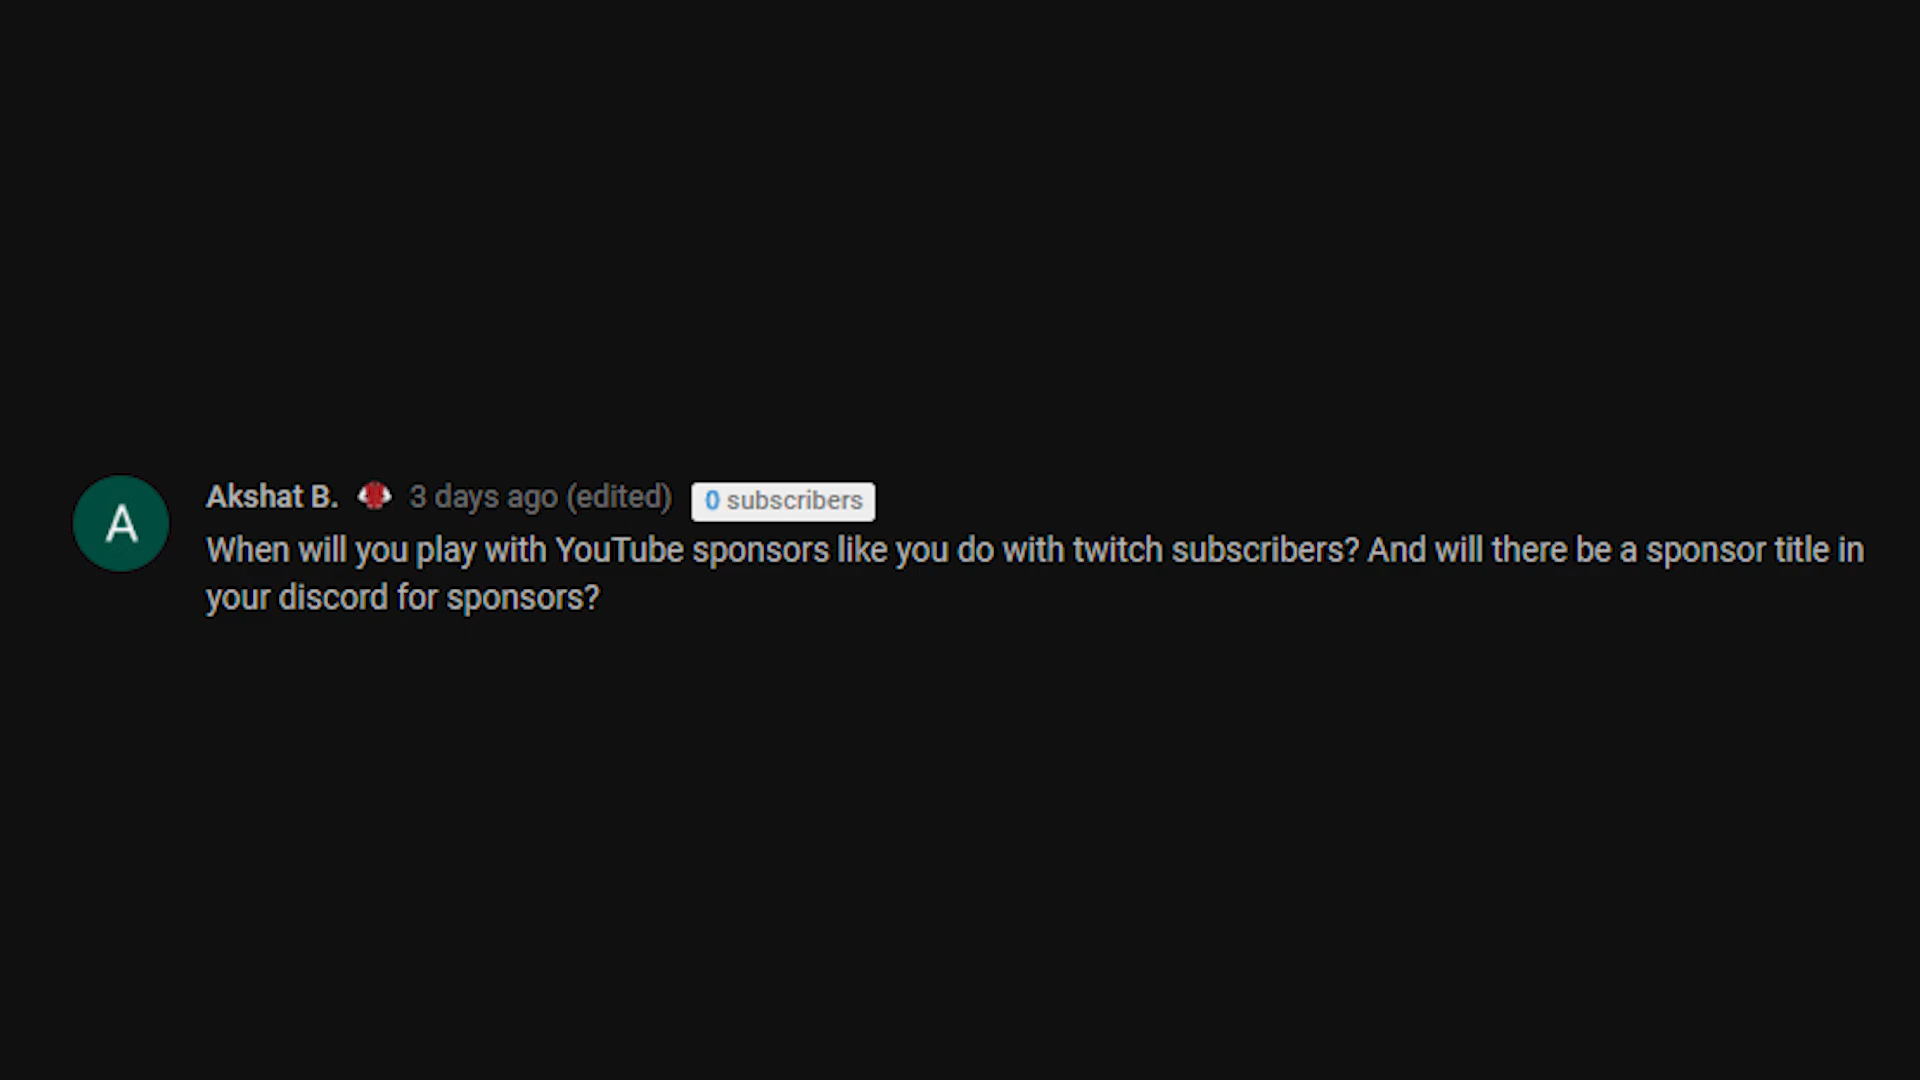 A
Akshat B. 3 days ago (edited) 0 subscribers
When will you play with YouTube sponsors like you do with twitch subscribers? And will there be a sponsor title in
your discord for sponsors?